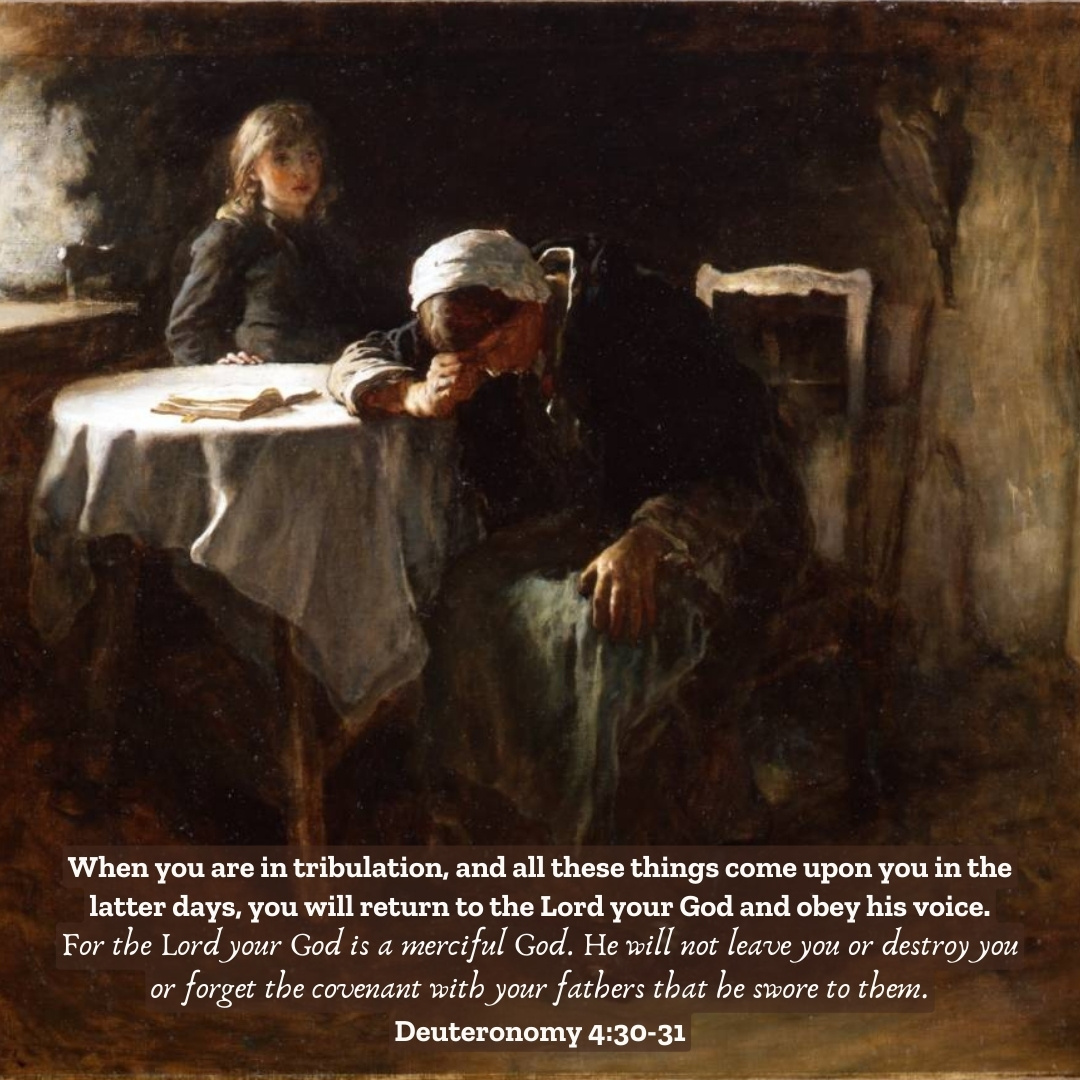 When you are in tribulation, and all these things come upon you in the
latter days, you will return to the Lord your God and obey his voice.
For the Lord your God is a merciful God. He will not leave you or destroy you
or forget the covenant with your fathers that he swore to them.
Deuteronomy 4:30-31